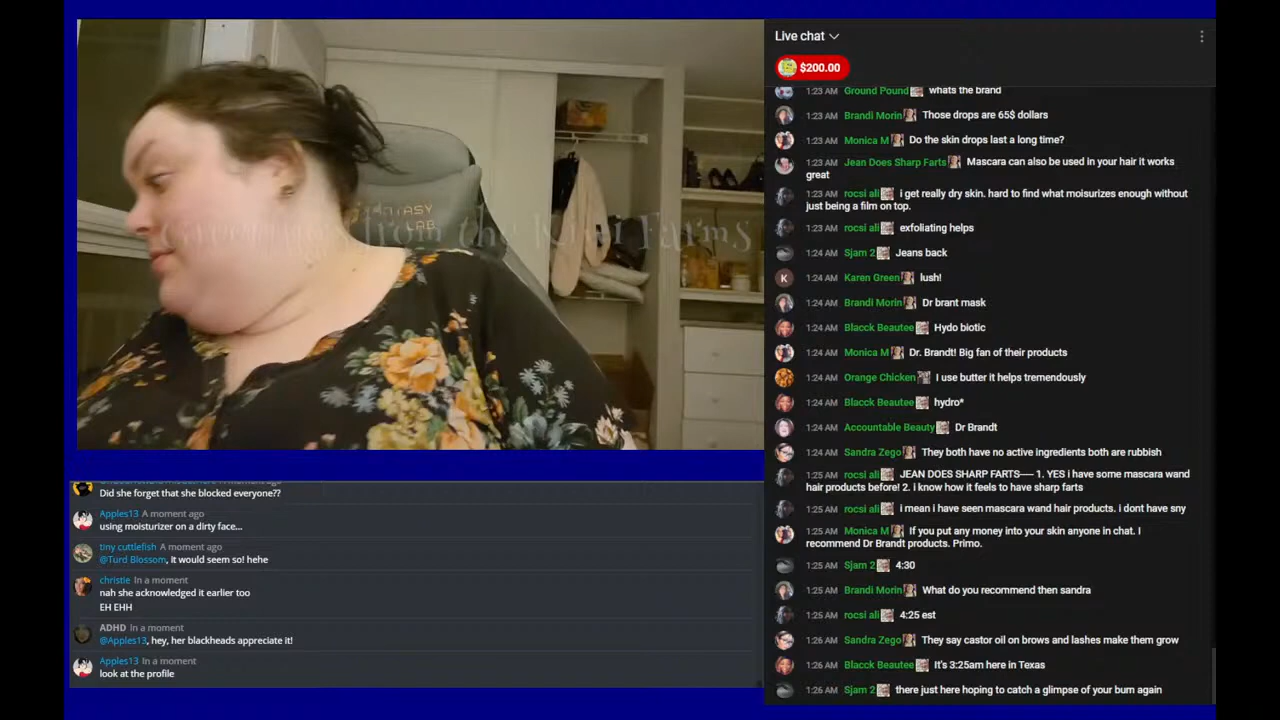 Live chat
$200.00
1:23 AM Ground Pound whats the brand
1:23 AM Brandi Morin Those drops are 65$ dollars
1:23 AM Monica M Do the skin drops last a long time?
1:23 AM Jean Does Sharp Farts Mascara can also be used in your hair it works
great
1:23 AM rocsi ali i get really dry skin. hard to find what moisurizes enough without
just being a film on top.
1:23 AM rocsi ali exfoliating helps
1:24 AM Sjam 2 Jeans back
K
1:24 AM Karen Green lush!
1:24 AM Brandi Morin Dr brant mask
1:24 AM Blacck Beautee Hydo biotic
1:24 AM Monica M Dr. Brandt! Big fan of their products
1:24 AM Orange Chicken I use butter it helps tremendously
1:24 AM Blacck Beautee hydro*
1:24 AM Accountable Beauty Dr Brandt
1:24 AM Sandra Zego They both have no active ingredients both are rubbish
1:25 AM rocsi ali JEAN DOES SHARP FARTS---- 1. YES i have some mascara wand
hair products before! 2. i know how it feels to have sharp farts
1:25 AM rocsi ali i mean i have seen mascara wand hair products. i dont have sny
1:25 AM Monica M If you put any money into your skin anyone in chat. I
recommend Dr Brandt products. Primo.
1:25 AM Sjam 2 4:30
1:25 AM Brandi Morin What do you recommend then sandra
1:25 AM rocsi ali 4:25 est
1:26 AM Sandra Zego They say castor oil on brows and lashes make them grow
1:26 AM Blacck Beautee It's 3:25am here in Texas
1:26 AM Sjam 2 there just here hoping to catch a glimpse of your burn again
FANTASY
LAB
Greetings from the Kiwi Farms
Did she forget that she blocked everyone??
Apples13 A moment ago
using moisturizer on a dirty face...
tiny cuttlefish A moment ago
@Turd Blossom, it would seem so! hehe
christie In a moment
nah she acknowledged it earlier too
EH EHH
ADHD In a moment
@Apples13, hey, her blackheads appreciate it!
Apples13 In a moment
look at the profile